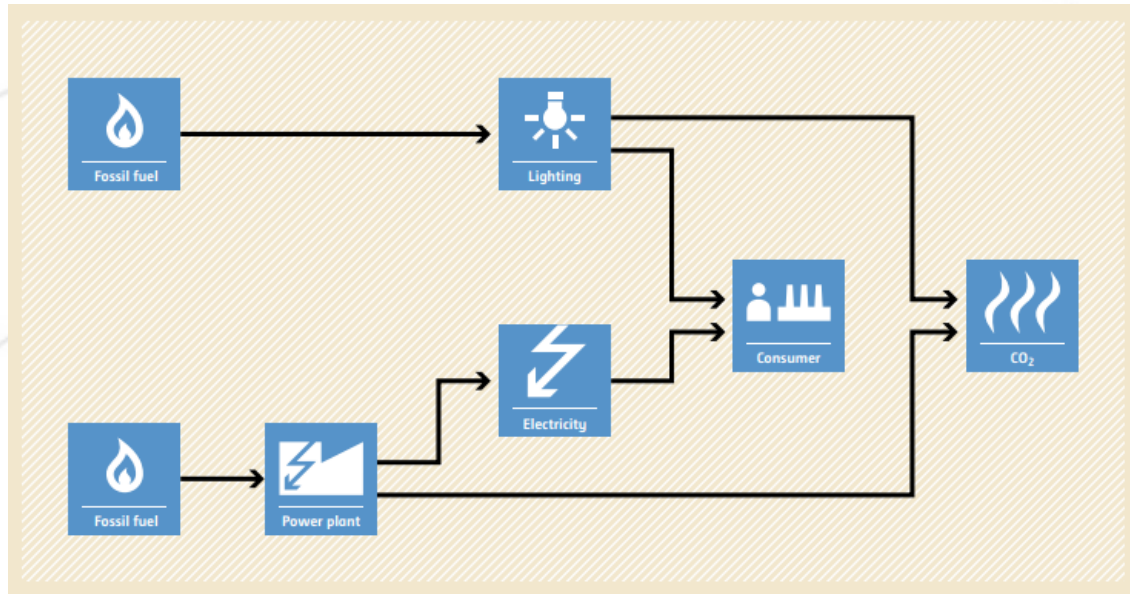 Fossil fuel
Lighting
Consumer
CO₂
Electricity
Fossil fuel
Power plant